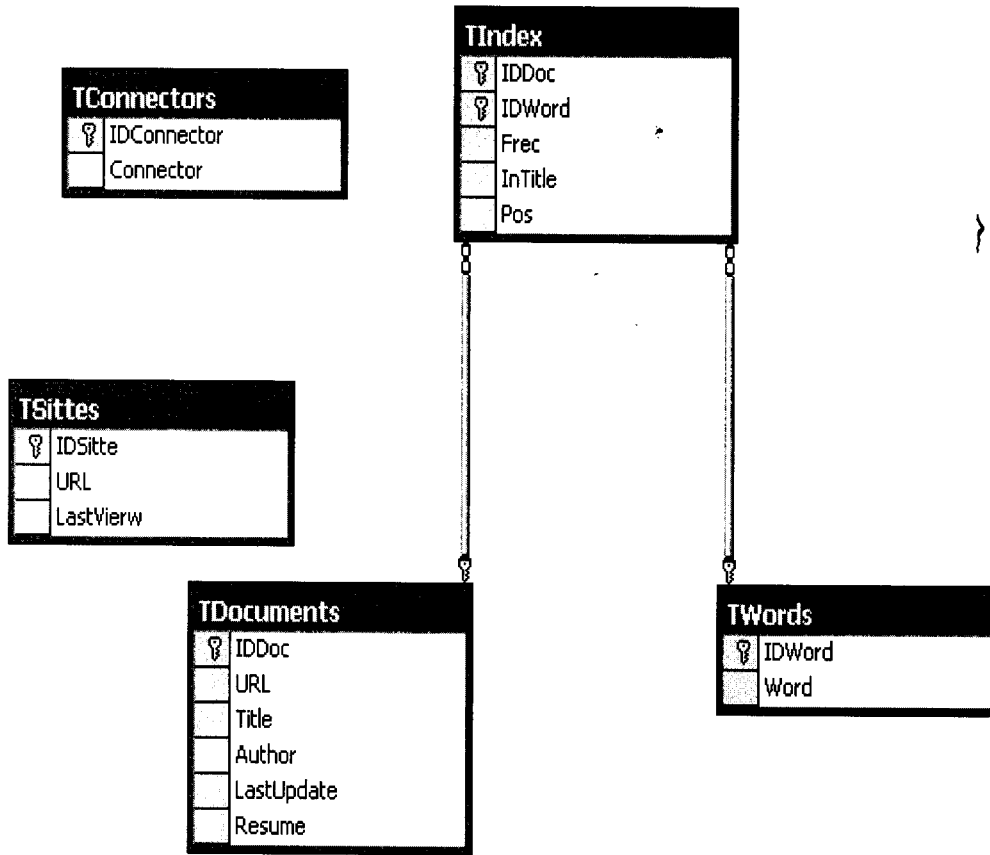 TIndex
IDDoc
IDWord
Frec
InTitle
Pos
TConnectors
IDConnector
Connector
TSittes
IDSitte
URL
LastVierw
TDocuments
IDDoc
URL
Title
Author
LastUpdate
Resume
TWords
IDWord
Word